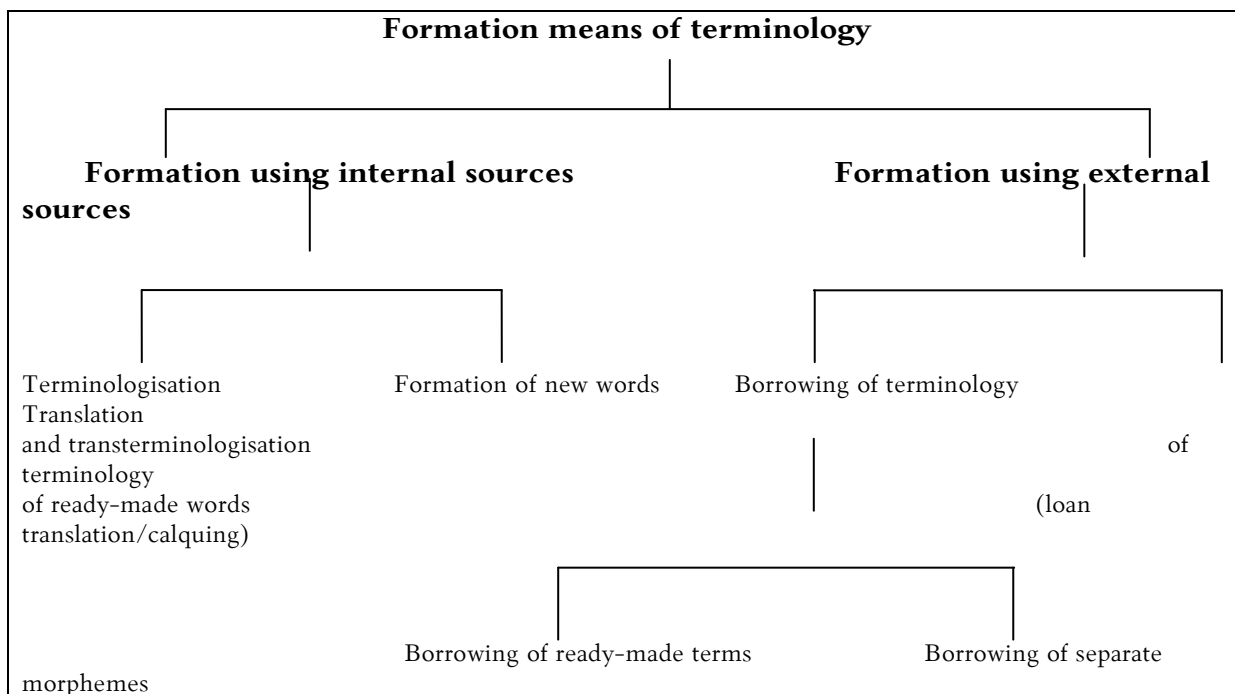 Formation means of terminology
Formation using internal sources Formation using external
sources
Terminologisation Formation of new words Borrowing of terminology
Translation
and transterminologisation of
terminology
of ready-made words (loan
translation/calquing)
Borrowing of ready-made terms Borrowing of separate
morphemes